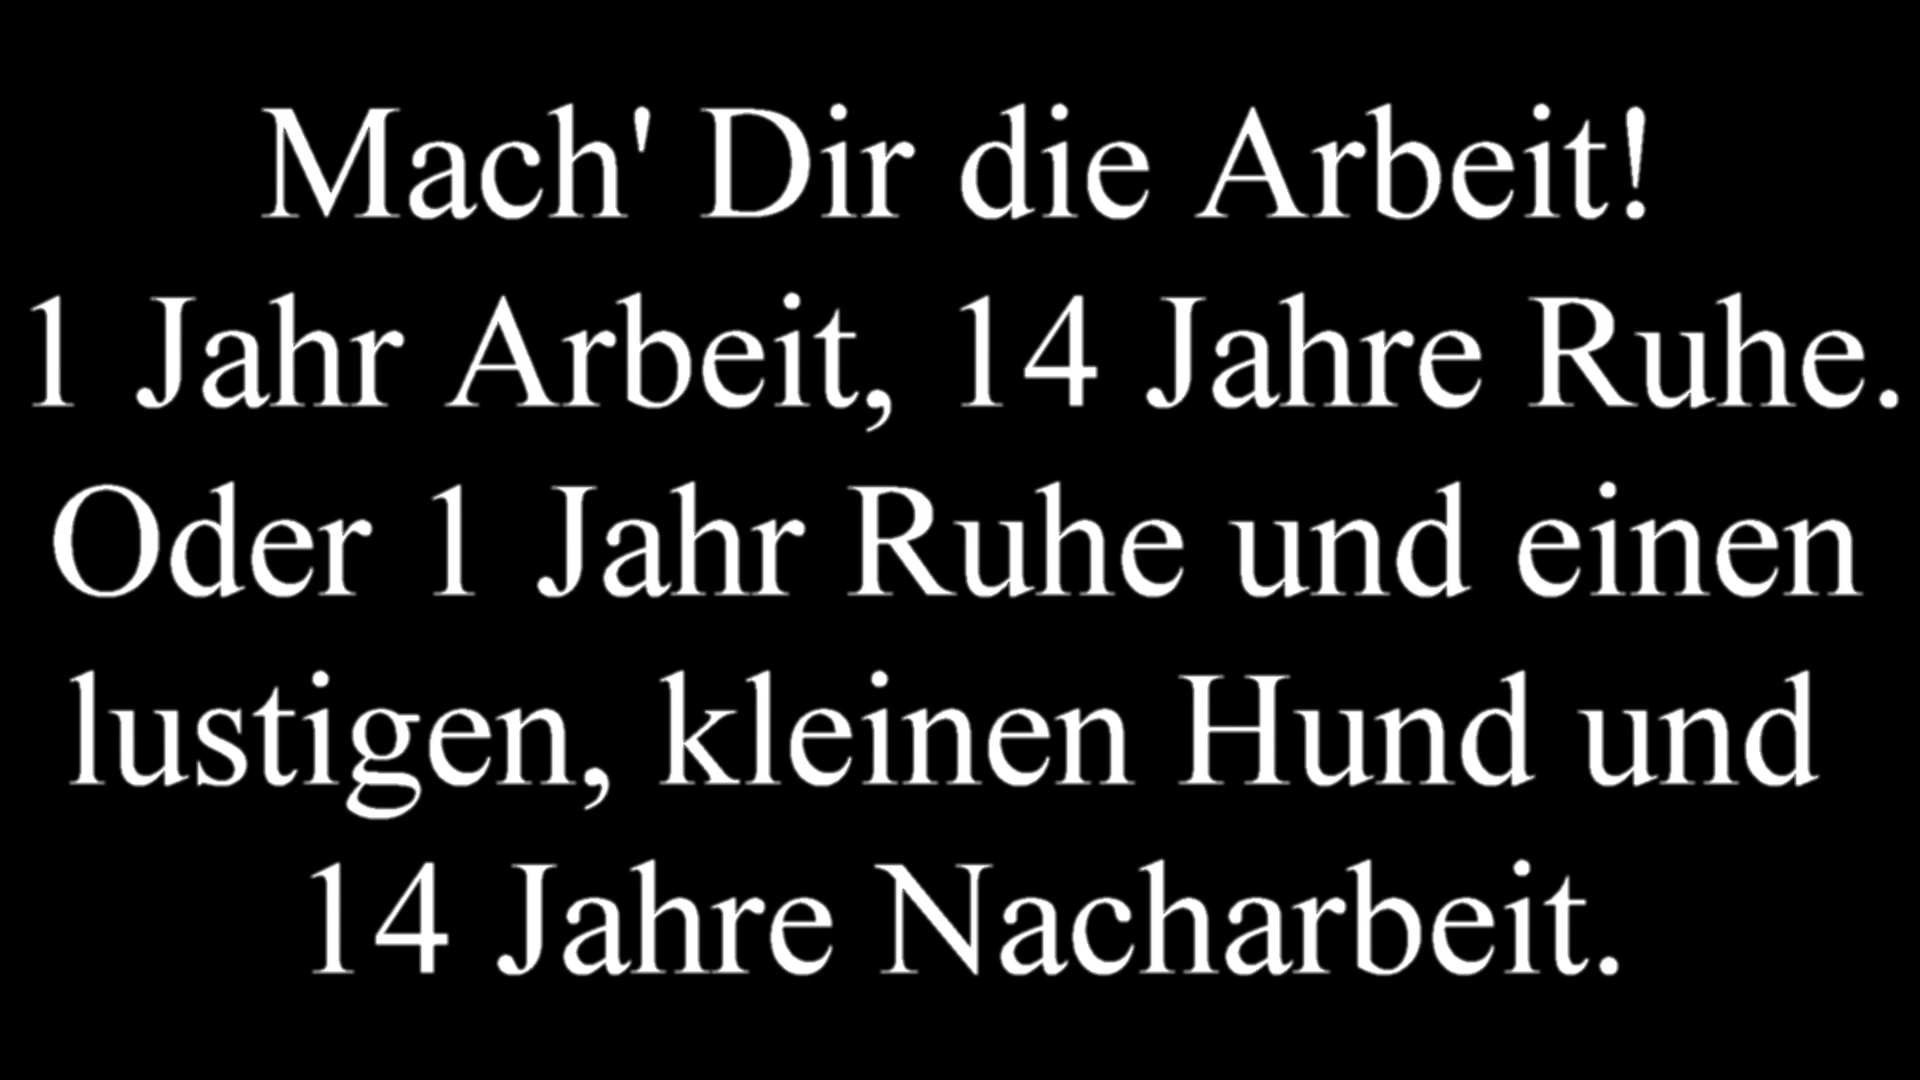 Mach' Dir die Arbeit!
1 Jahr Arbeit, 14 Jahre Ruhe.
Oder 1 Jahr Ruhe und einen
lustigen, kleinen Hund und
14 Jahre Nacharbeit.